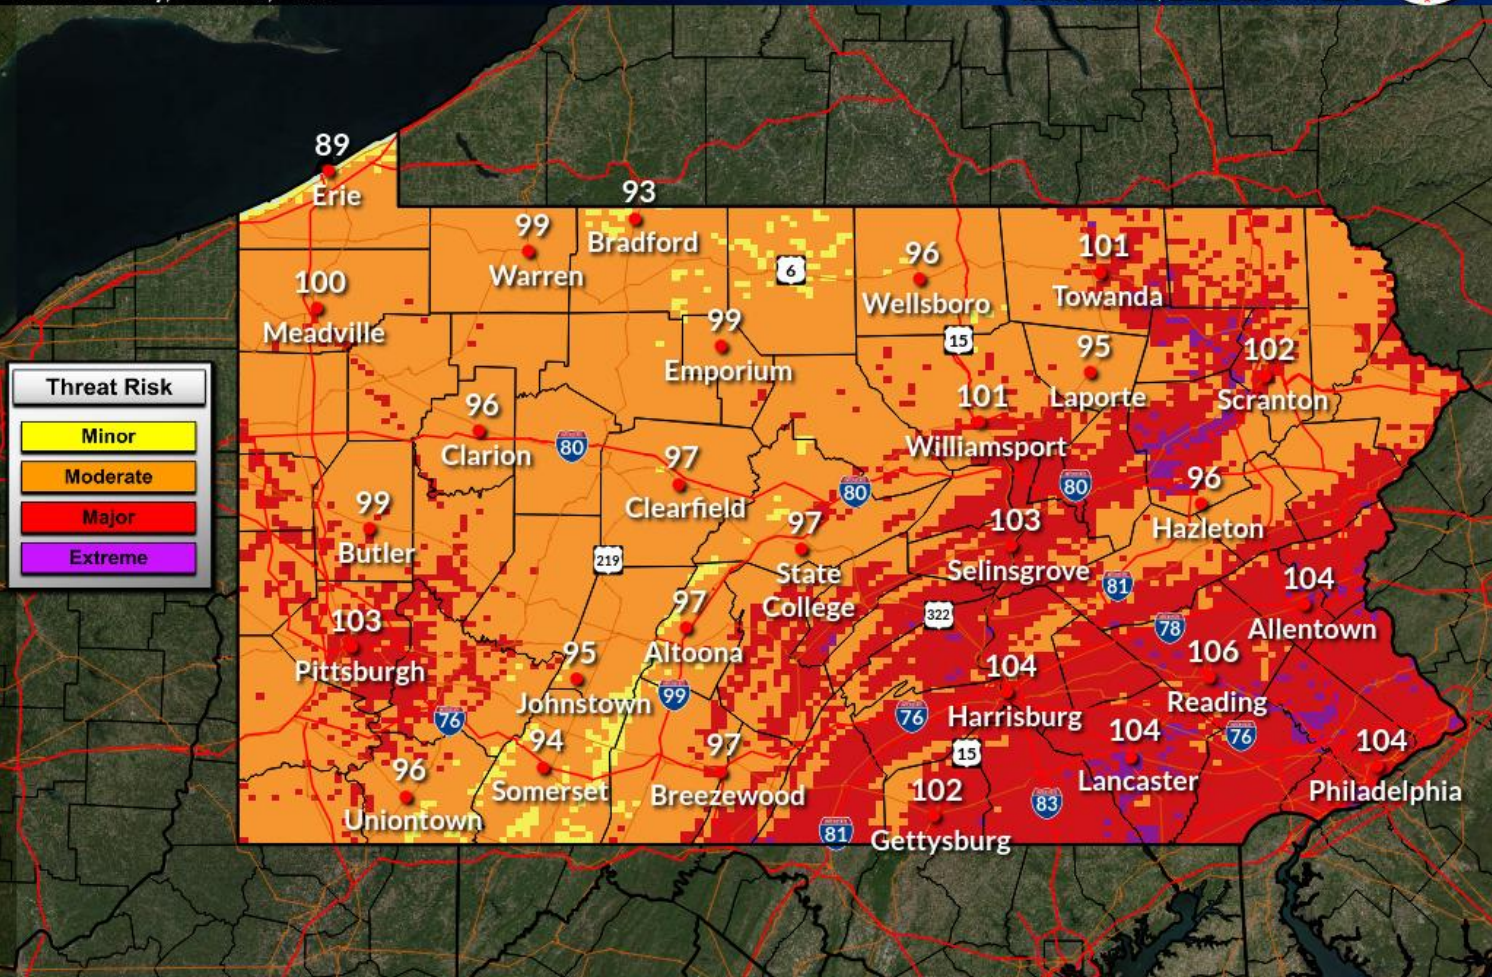 89
Erie
93
Bradford
99
Warren
6
96
Wellsboro
101
Towanda
100
Meadville
99
Emporium
15
95
Laporte
102
Scranton
Threat Risk
Minor
Moderate
Major
Extreme
96
Clarion
80
101
Williamsport
97
Clearfield
80
80
96
Hazleton
99
Butler
219
97
State
College
103
Selinsgrove
81
104
Allentown
322
78
103
Pittsburgh
97
Altoona
95
Johnstown
99
104
Harrisburg
106
Reading
76
76
76
94
Somerset
97
Breezewood
15
104
Lancaster
104
Philadelphia
96
Uniontown
102
Gettysburg
83
81